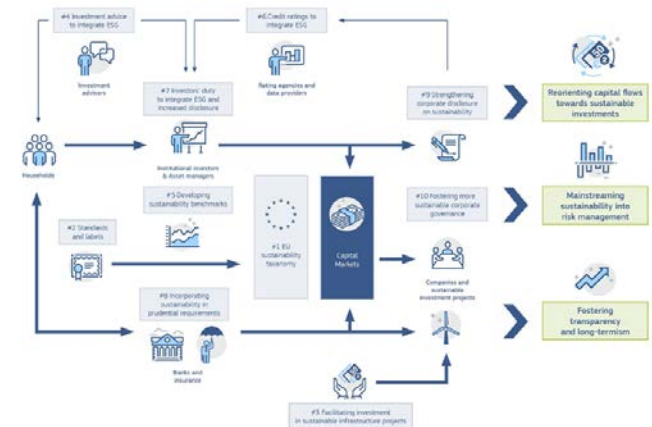 #4 Investment advice
to integrate ESG
#6 Credit ratings to
integrate ESG
Investment
advisers
#7 Investors' duty
to integrate ESG and
increased disclosure
Rating agencies and
data providers
#9 Strengthening
corporate disclosure
on sustainability
Reorienting capital flows
towards sustainable
investments
Households
Institutional investors
& Asset managers
#5 Developing
sustainability benchmarks
#10 Fostering more
sustainable corporate
governance
Mainstreaming
sustainability into
risk management
#2 Standards
and labels
#1 EU
sustainability
taxonomy
Capital
Markets
Companies and
sustainable
investment projects
#8 Incorporating
sustainability in
prudential requirements
Fostering
transparency
and long-termism
Banks and
insurance
#3 Facilitating investment
in sustainable infrastructure projects